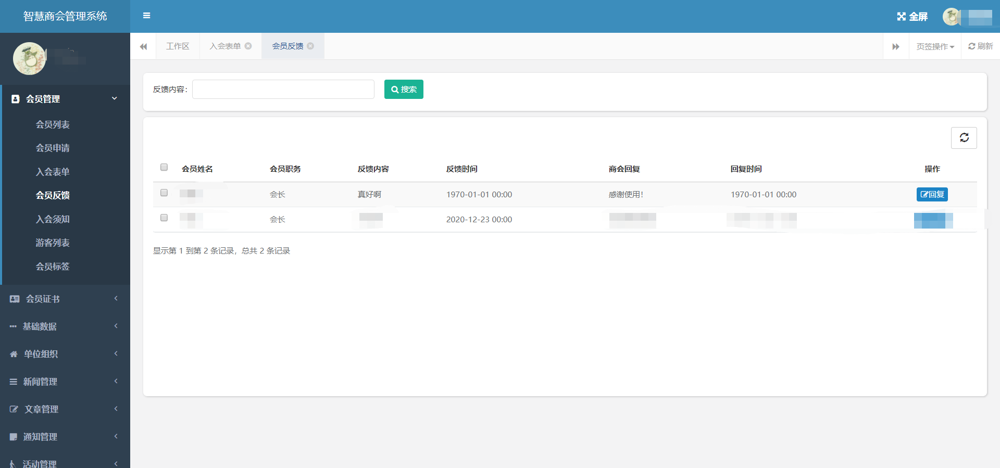 智慧商会管理系统
全屏
工作区 入会表单 会员反馈 页签操作 刷新
会员管理
会员列表
会员申请
入会表单
会员反馈
入会须知
游客列表
会员标签
会员证书
基础数据
单位组织
新闻管理
文章管理
通知管理
活动管理
反馈内容： 搜索
会员姓名 会员职务 反馈内容 反馈时间 商会回复 回复时间 操作
会长 真好啊 1970-01-01 00:00 感谢使用！ 1970-01-01 00:00 回复
会长 2020-12-23 00:00
显示第 1 到第 2 条记录，总共 2 条记录